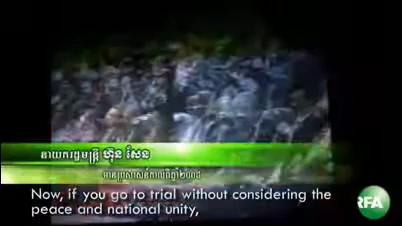 នាយករដ្ឋមន្ត្រី ហ៊ុន សែន
Now, if you go to trial without considering the
peace and national unity,
RFA